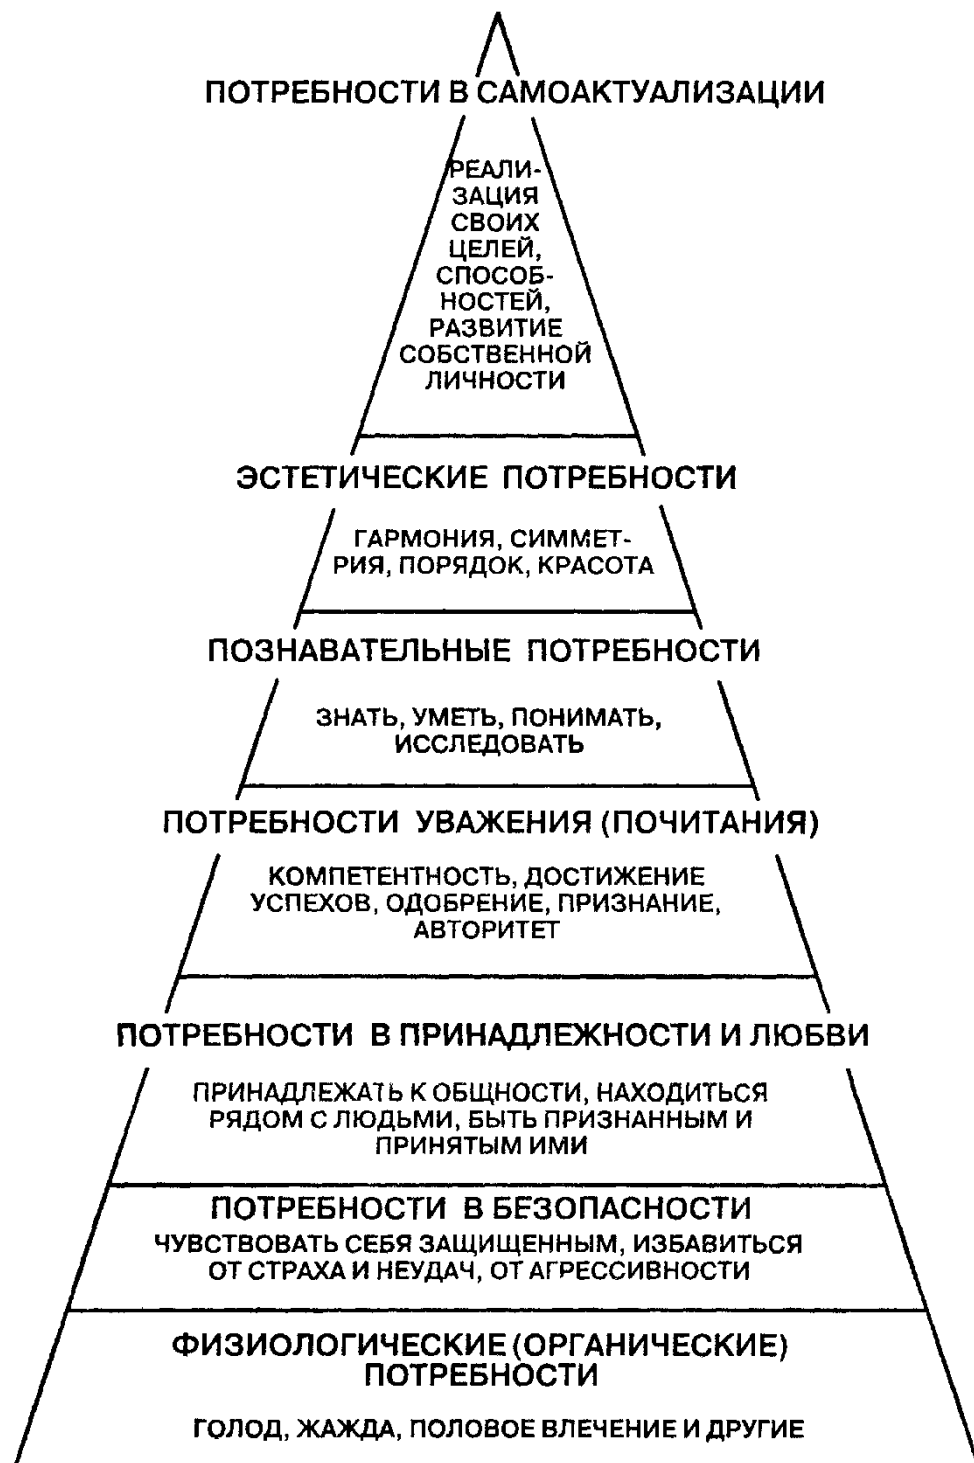 ПОТРЕБНОСТИ В САМОАКТУАЛИЗАЦИИ
РЕАЛИ-
ЗАЦИЯ
СВОИХ
ЦЕЛЕЙ,
СПОСОБ-
НОСТЕЙ,
РАЗВИТИЕ
СОБСТВЕННОЙ
ЛИЧНОСТИ
ЭСТЕТИЧЕСКИЕ ПОТРЕБНОСТИ
ГАРМОНИЯ, СИММЕТ-
РИЯ, ПОРЯДОК, КРАСОТА
ПОЗНАВАТЕЛЬНЫЕ ПОТРЕБНОСТИ
ЗНАТЬ, УМЕТЬ, ПОНИМАТЬ,
ИССЛЕДОВАТЬ
ПОТРЕБНОСТИ УВАЖЕНИЯ (ПОЧИТАНИЯ)
КОМПЕТЕНТНОСТЬ, ДОСТИЖЕНИЕ
УСПЕХОВ, ОДОБРЕНИЕ, ПРИЗНАНИЕ,
АВТОРИТЕТ
ПОТРЕБНОСТИ В ПРИНАДЛЕЖНОСТИ И ЛЮБВИ
ПРИНАДЛЕЖАТЬ К ОБЩНОСТИ, НАХОДИТЬСЯ
РЯДОМ С ЛЮДЬМИ, БЫТЬ ПРИЗНАННЫМ И
ПРИНЯТЫМ ИМИ
ПОТРЕБНОСТИ В БЕЗОПАСНОСТИ
ЧУВСТВОВАТЬ СЕБЯ ЗАЩИЩЕННЫМ, ИЗБАВИТЬСЯ
ОТ СТРАХА И НЕУДАЧ, ОТ АГРЕССИВНОСТИ
ФИЗИОЛОГИЧЕСКИЕ (ОРГАНИЧЕСКИЕ)
ПОТРЕБНОСТИ
ГОЛОД, ЖАЖДА, ПОЛОВОЕ ВЛЕЧЕНИЕ И ДРУГИЕ